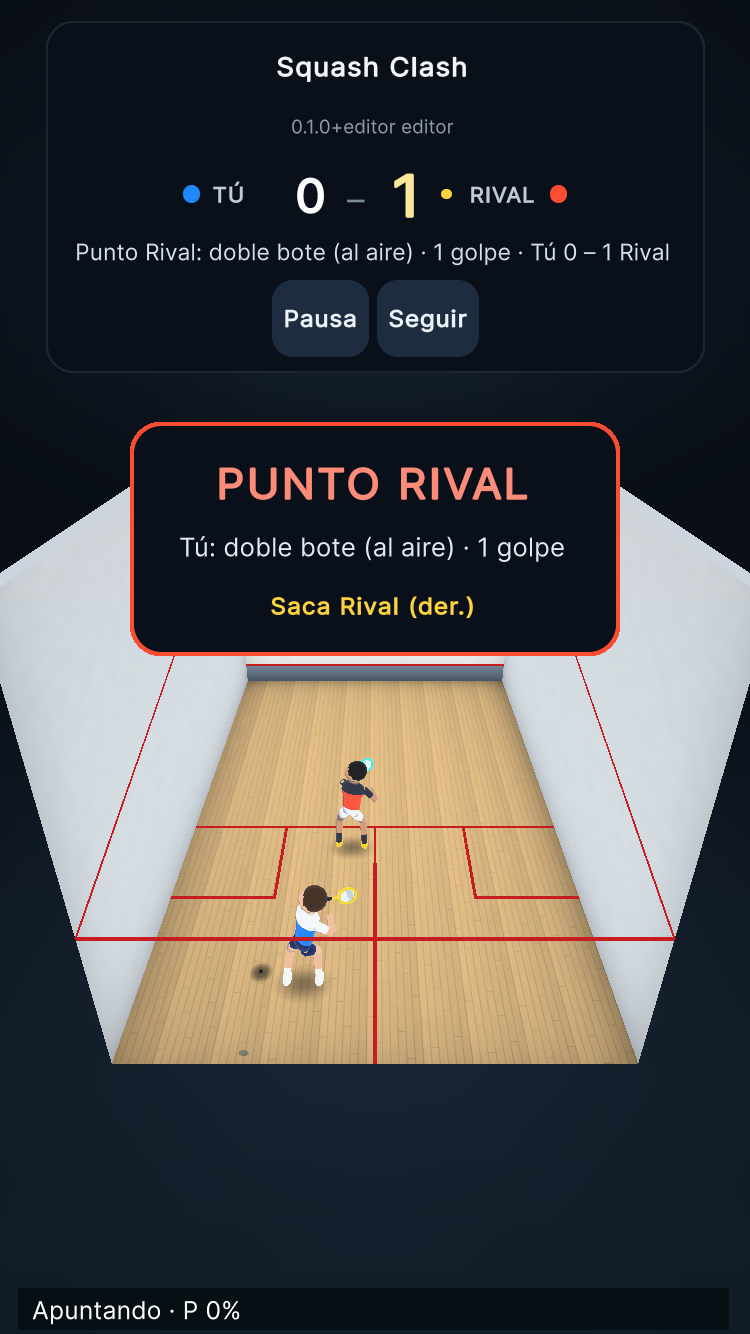 Squash Clash
0.1.0+editor editor
TÚ 0 – 1 RIVAL
Punto Rival: doble bote (al aire) · 1 golpe · Tú 0 – 1 Rival
Pausa Seguir
PUNTO RIVAL
Tú: doble bote (al aire) · 1 golpe
Saca Rival (der.)
Apuntando · P 0%